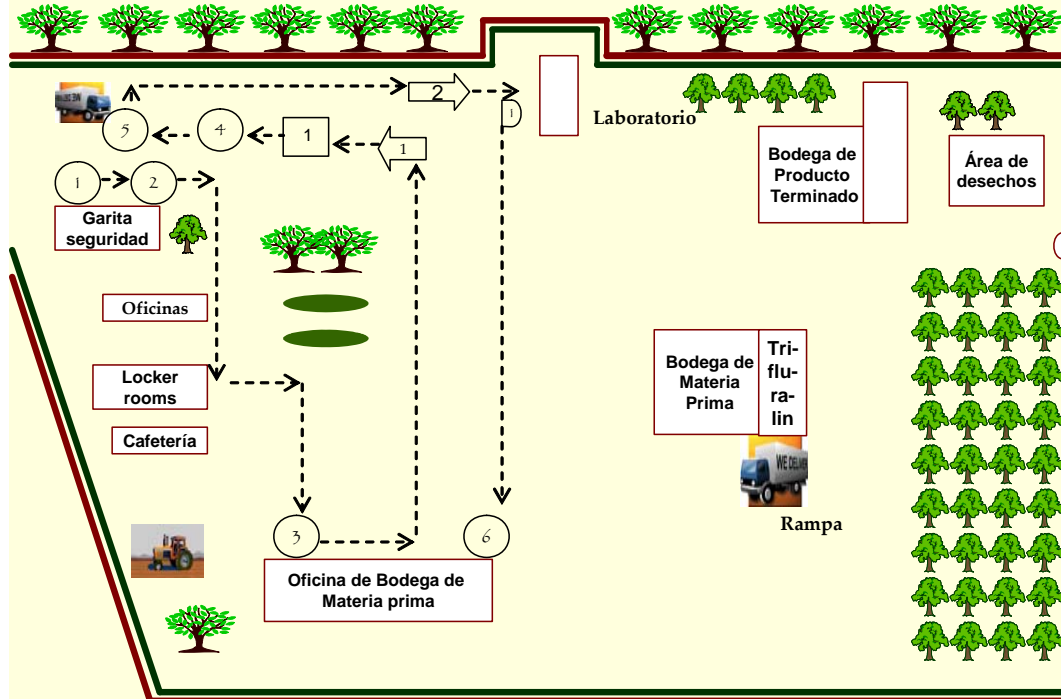 2
1
Laboratorio
5
4
1
1
Bodega de
Producto
Terminado
Área de
desechos
1
2
Garita
seguridad
Oficinas
Locker
rooms
Cafetería
Bodega de
Materia
Prima
Tri-
flu-
ra-
lin
WE DELIVER
Rampa
3
6
Oficina de Bodega de
Materia prima